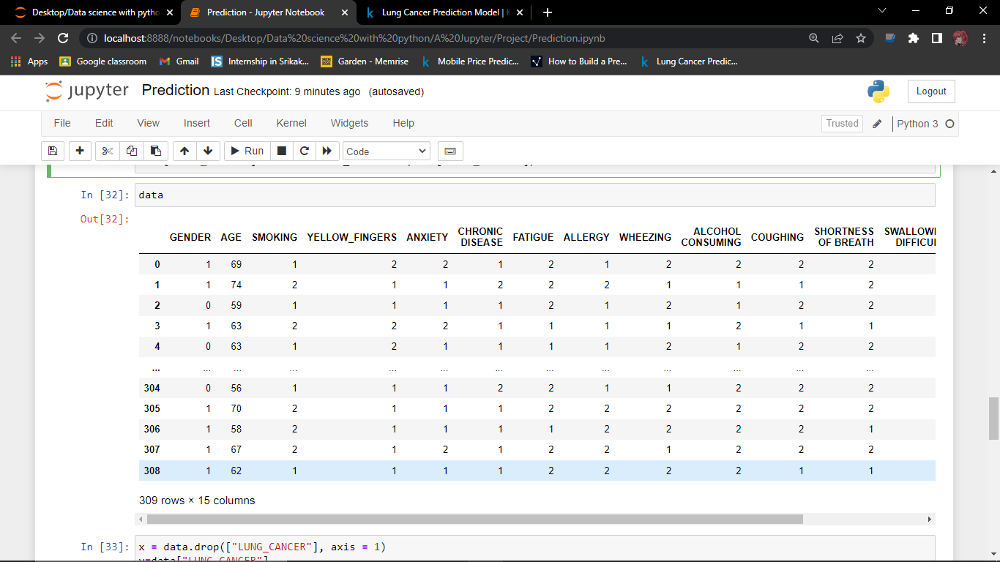 Desktop/Data science with pytho
Prediction - Jupyter Notebook
Lung Cancer Prediction Model |
localhost:8888/notebooks/Desktop/Data%20science%20with%20python/A%20Jupyter/Project/Prediction.ipynb
Apps Google classroom Gmail Internship in Srikak... Garden - Memrise Mobile Price Predic... How to Build a Pre... Lung Cancer Predic...
jupyter Prediction Last Checkpoint: 9 minutes ago (autosaved) Logout
File Edit View Insert Cell Kernel Widgets Help Trusted Python 3
Run Code
In [32]: data
Out[32]:
GENDER AGE SMOKING YELLOW_FINGERS ANXIETY CHRONIC DISEASE FATIGUE ALLERGY WHEEZING ALCOHOL CONSUMING COUGHING SHORTNESS OF BREATH SWALLOWI DIFFICUI
0 1 69 1 2 2 1 2 1 2 2 2 2
1 1 74 2 1 1 2 2 2 1 1 1 2
2 0 59 1 1 1 1 2 1 2 1 2 2
3 1 63 2 2 2 1 1 1 1 2 1 1
4 0 63 1 2 1 1 1 1 2 1 2 2
... ... ... ... ... ... ... ... ... ... ... ... ...
304 0 56 1 1 1 2 2 1 1 2 2 2
305 1 70 2 1 1 1 2 2 2 2 2 2
306 1 58 2 1 1 1 1 2 2 2 2 1
307 1 67 2 1 2 1 2 2 1 2 2 2
308 1 62 1 1 1 1 2 2 2 2 1 1
309 rows × 15 columns
In [33]: x = data.drop(["LUNG_CANCER"], axis = 1)
y=data["LUNG_CANCER"]